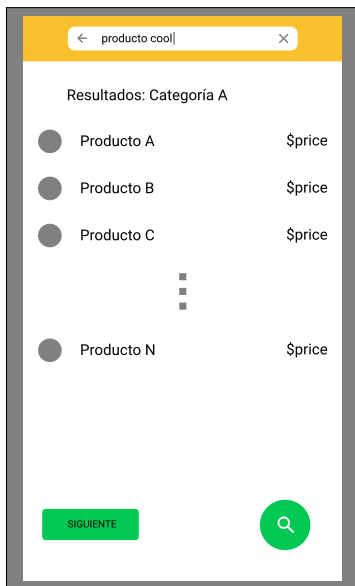 producto cool
Resultados: Categoría A
Producto A $price
Producto B $price
Producto C $price
Producto N $price
SIGUIENTE